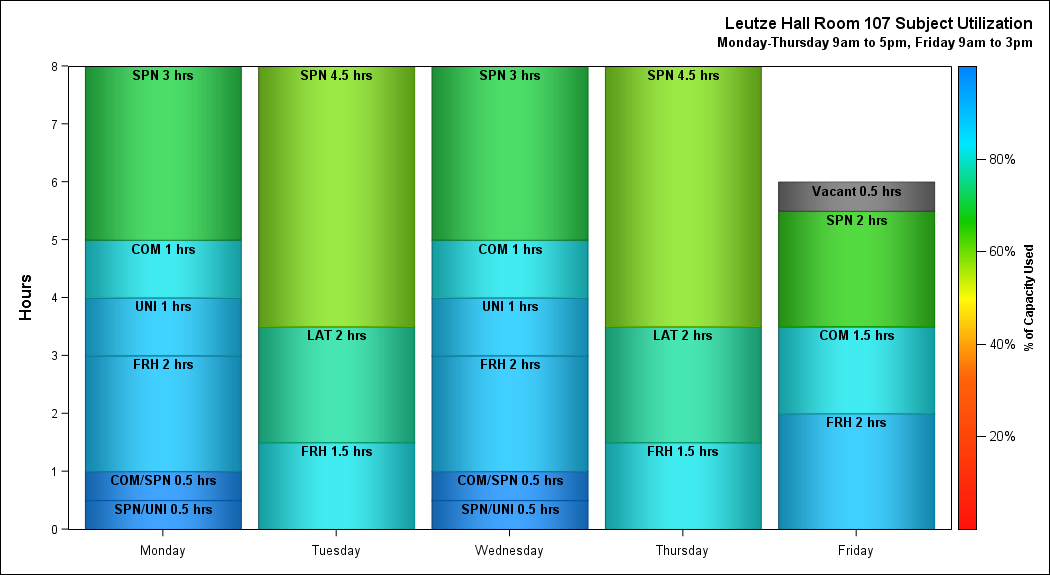 Leutze Hall Room 107 Subject Utilization
Monday-Thursday 9am to 5pm, Friday 9am to 3pm
Hours
8
7
6
5
4
3
2
1
0
SPN 3 hrs
COM 1 hrs
UNI 1 hrs
FRH 2 hrs
COM/SPN 0.5 hrs
SPN/UNI 0.5 hrs
Monday
SPN 4.5 hrs
LAT 2 hrs
FRH 1.5 hrs
Tuesday
SPN 3 hrs
COM 1 hrs
UNI 1 hrs
FRH 2 hrs
COM/SPN 0.5 hrs
SPN/UNI 0.5 hrs
Wednesday
SPN 4.5 hrs
LAT 2 hrs
FRH 1.5 hrs
Thursday
Vacant 0.5 hrs
SPN 2 hrs
COM 1.5 hrs
FRH 2 hrs
Friday
80%
60%
40%
20%
% of Capacity Used